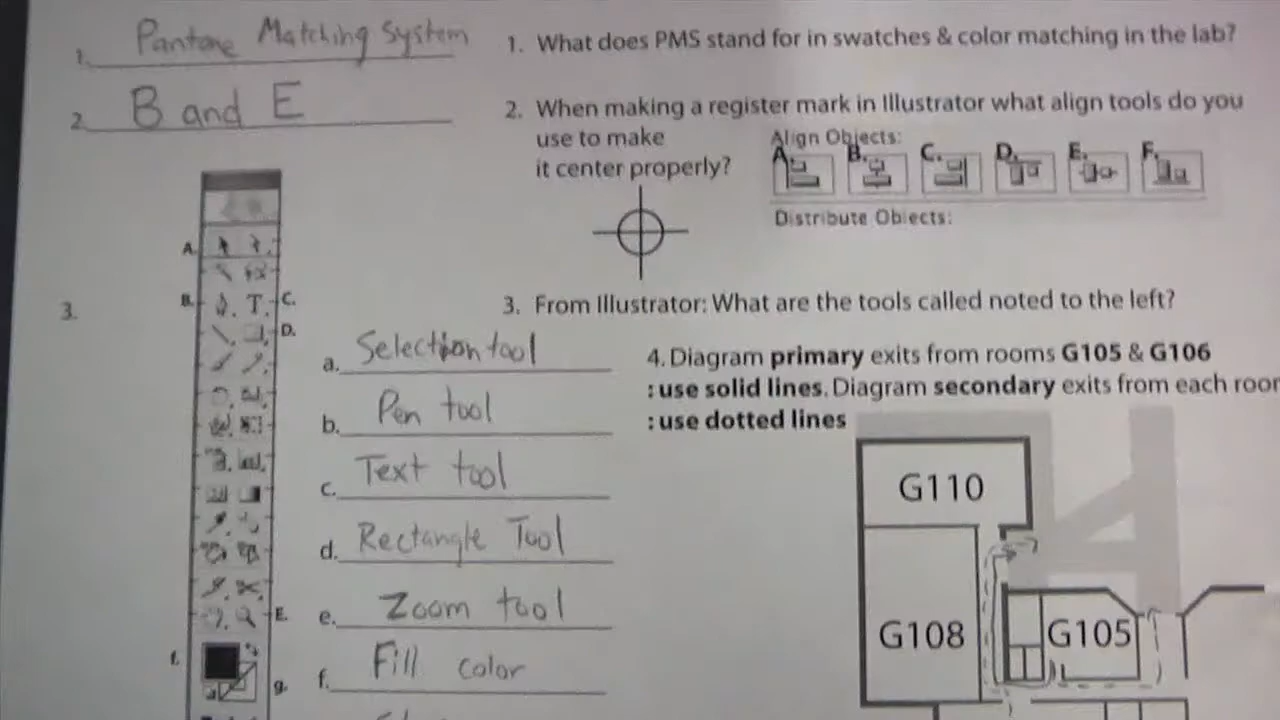 1. Pantone Matching System
1. What does PMS stand for in swatches & color matching in the lab?
2. B and E
2. When making a register mark in Illustrator what align tools do you
use to make
it center properly?
Align Objects:
A. B. C. D. E. F.
Distribute Objects:
A.
B. T. C.
D.
3.
3. From Illustrator: What are the tools called noted to the left?
a. Selection tool
4. Diagram primary exits from rooms G105 & G106
: use solid lines. Diagram secondary exits from each roor
: use dotted lines
b. Pen tool
c. Text tool
d. Rectangle Tool
e. Zoom tool
f. Fill color
E.
f.
g.
G110
G108
G105